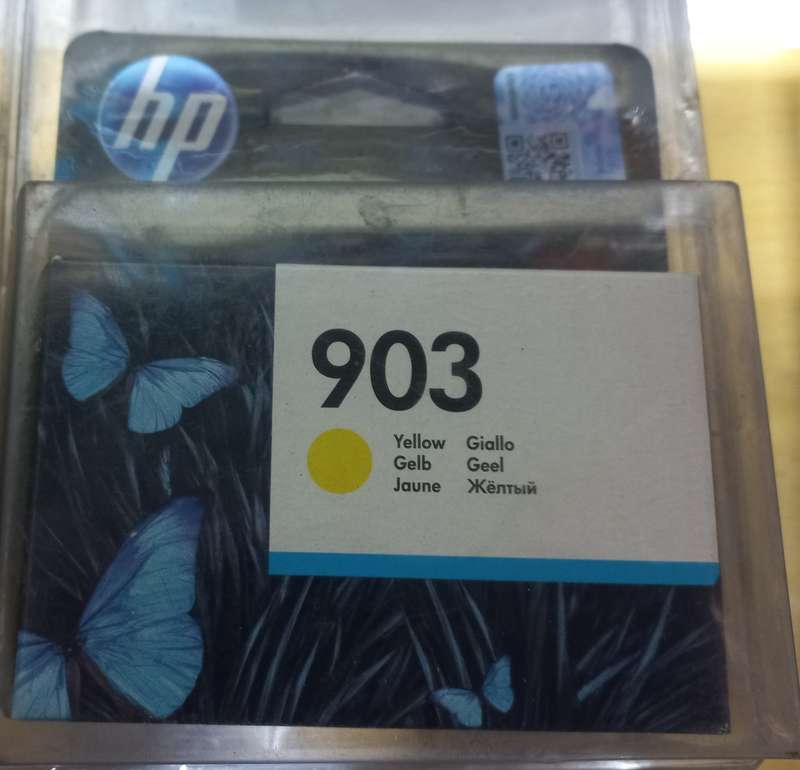 hp
903
Yellow Giallo
Gelb Geel
Jaune Жёлтый